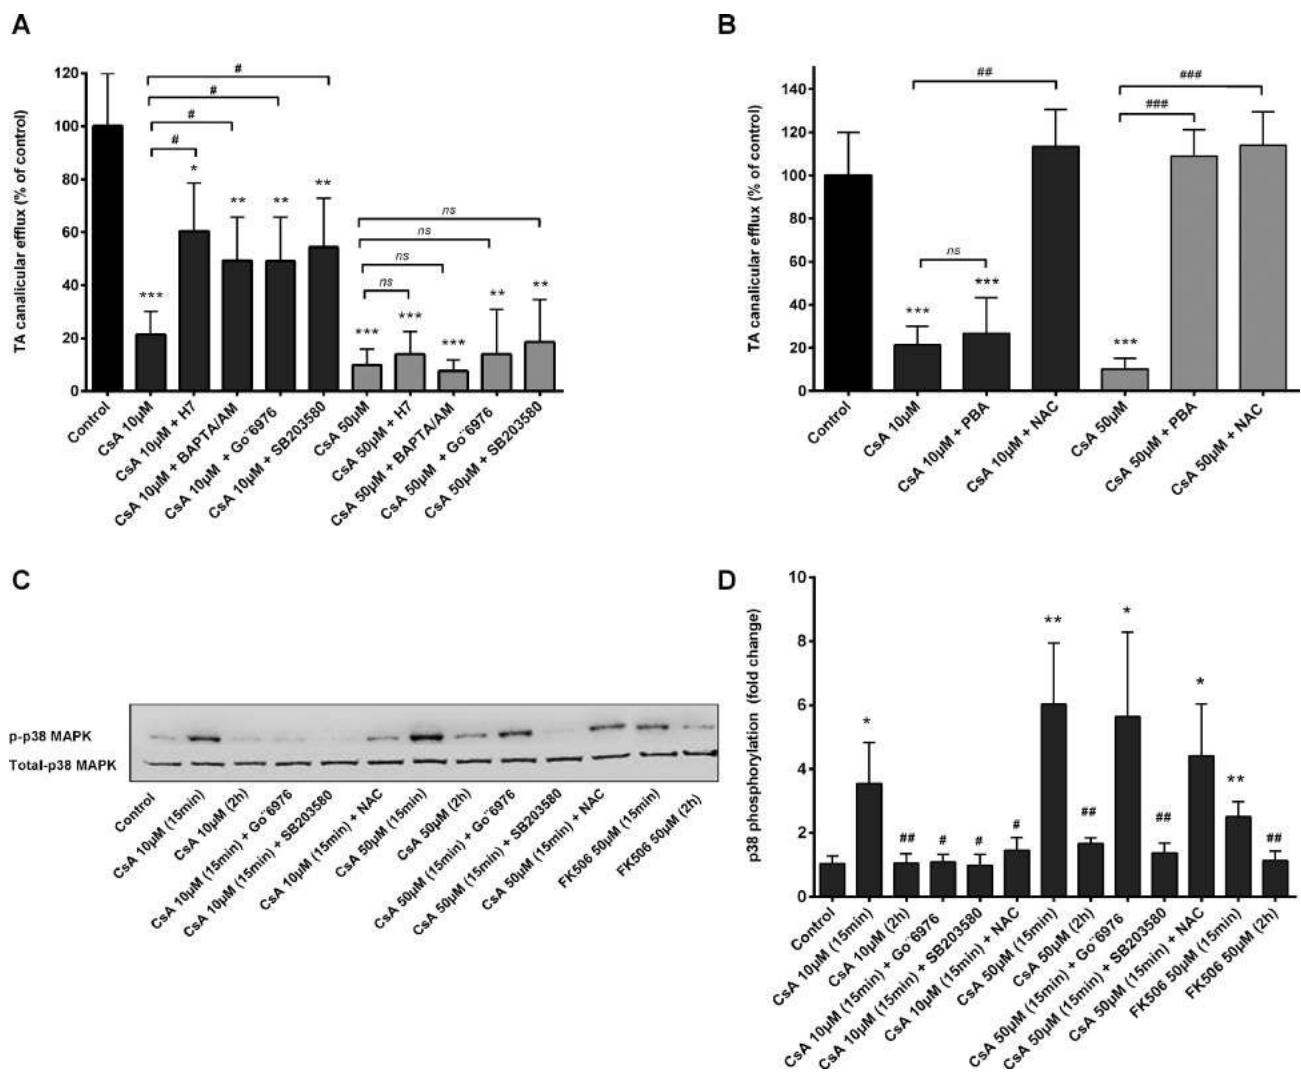 A
TA canalicular efflux (% of control)
120
100
80
60
40
20
0
#
#
#
#
*
**
**
**
***
ns
ns
ns
ns
***
***
***
**
**
Control
CsA 10µM
CsA 10µM + H7
CsA 10µM + BAPTA/AM
CsA 10µM + Go¨6976
CsA 10µM + SB203580
CsA 50µM
CsA 50µM + H7
CsA 50µM + BAPTA/AM
CsA 50µM + Go¨6976
CsA 50µM + SB203580
B
TA canalicular efflux (% of control)
140
120
100
80
60
40
20
0
##
###
###
ns
***
***
***
Control
CsA 10µM
CsA 10µM + PBA
CsA 10µM + NAC
CsA 50µM
CsA 50µM + PBA
CsA 50µM + NAC
C
p-p38 MAPK
Total-p38 MAPK
Control
CsA 10µM (15min)
CsA 10µM (2h)
CsA 10µM (15min) + Go¨6976
CsA 10µM (15min) + SB203580
CsA 10µM (15min) + NAC
CsA 50µM (15min)
CsA 50µM (2h)
CsA 50µM (15min) + Go¨6976
CsA 50µM (15min) + SB203580
CsA 50µM (15min) + NAC
FK506 50µM (15min)
FK506 50µM (2h)
D
p38 phosphorylation (fold change)
10
8
6
4
2
0
*
##
#
#
#
**
##
*
##
*
**
##
Control
CsA 10µM (15min)
CsA 10µM (2h)
CsA 10µM (15min) + Go¨6976
CsA 10µM (15min) + SB203580
CsA 10µM (15min) + NAC
CsA 50µM (15min)
CsA 50µM (2h)
CsA 50µM (15min) + Go¨6976
CsA 50µM (15min) + SB203580
CsA 50µM (15min) + NAC
FK506 50µM (15min)
FK506 50µM (2h)